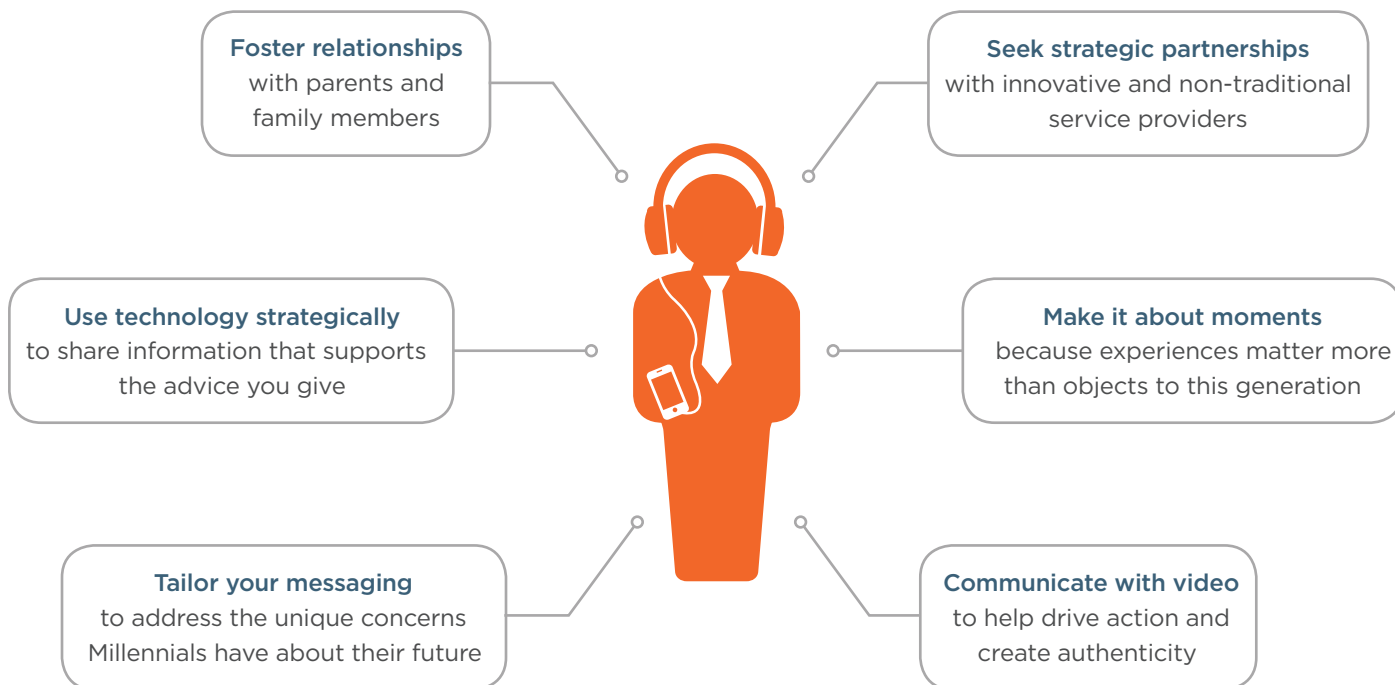 Foster relationships
with parents and
family members
Seek strategic partnerships
with innovative and non-traditional
service providers
Use technology strategically
to share information that supports
the advice you give
Make it about moments
because experiences matter more
than objects to this generation
Tailor your messaging
to address the unique concerns
Millennials have about their future
Communicate with video
to help drive action and
create authenticity